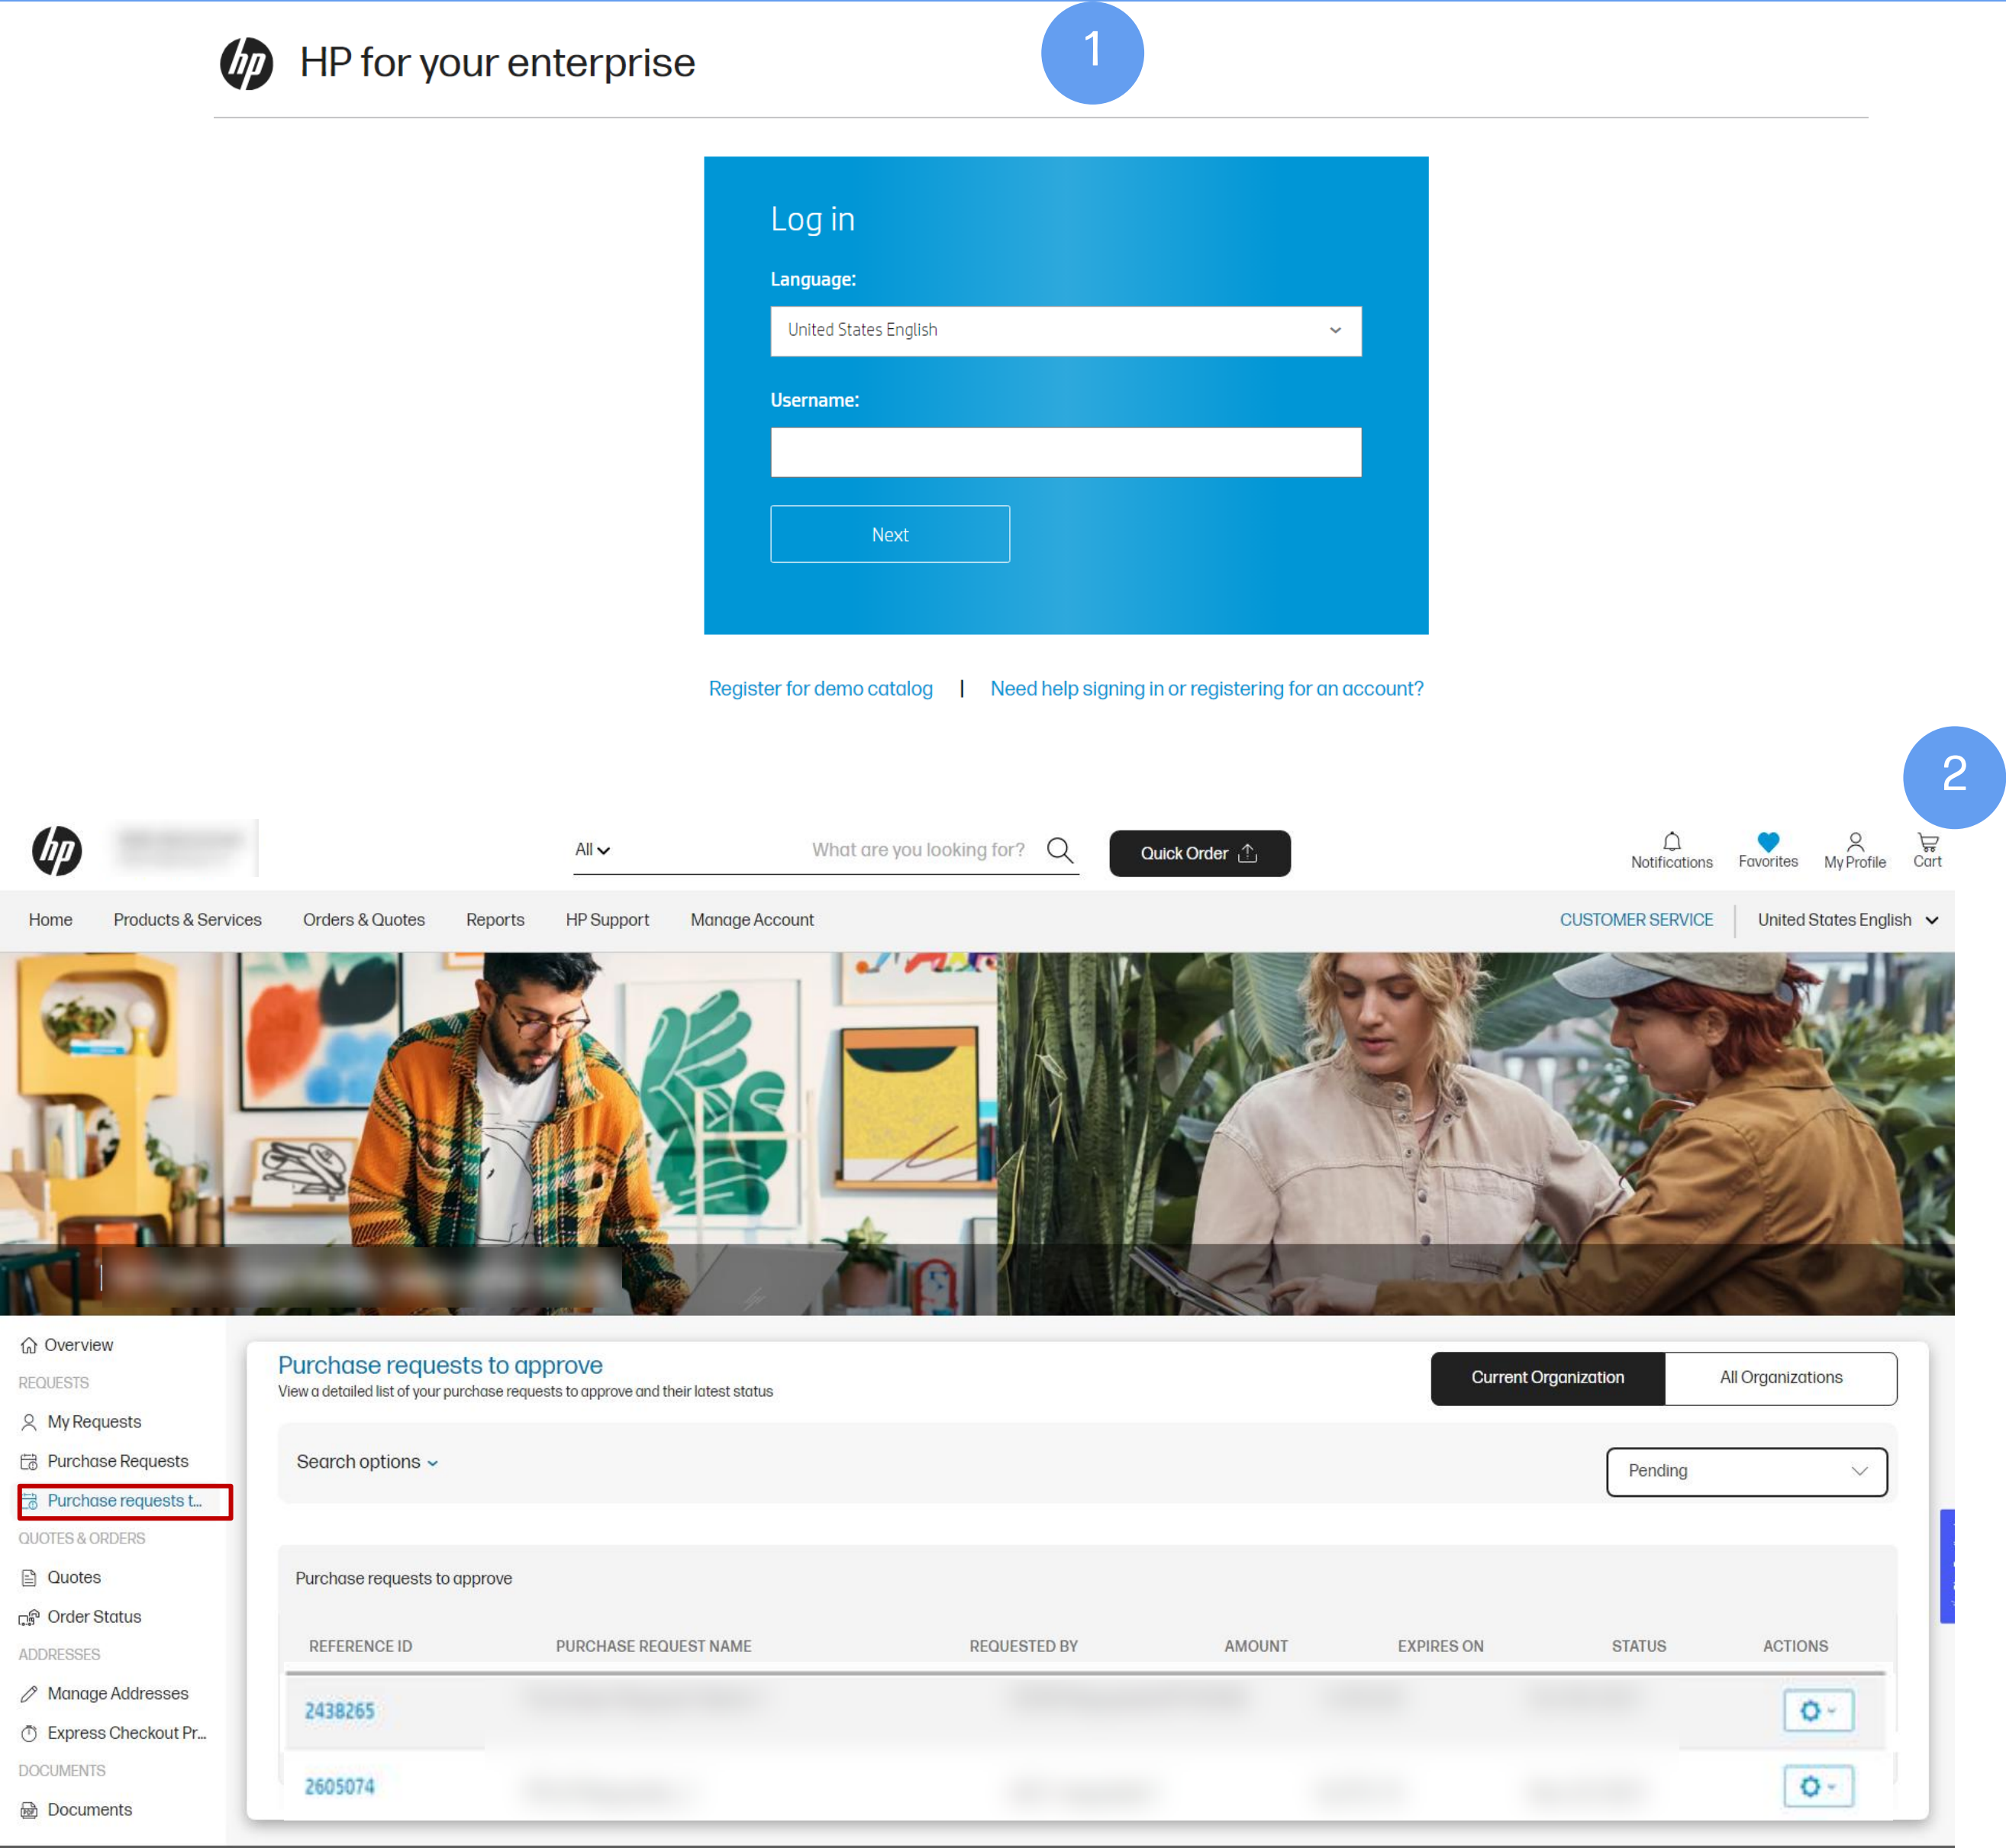 hp HP for your enterprise
1
Log in
Language:
United States English
Username:
Next
Register for demo catalog | Need help signing in or registering for an account?
2
hp All What are you looking for? Quick Order Notifications Favorites My Profile Cart
Home Products & Services Orders & Quotes Reports HP Support Manage Account CUSTOMER SERVICE United States English
Overview
REQUESTS
My Requests
Purchase Requests
Purchase requests t...
QUOTES & ORDERS
Quotes
Order Status
ADDRESSES
Manage Addresses
Express Checkout Pr...
DOCUMENTS
Documents
Purchase requests to approve
View a detailed list of your purchase requests to approve and their latest status
Current Organization All Organizations
Search options Pending
Purchase requests to approve
REFERENCE ID PURCHASE REQUEST NAME REQUESTED BY AMOUNT EXPIRES ON STATUS ACTIONS
2438265
2605074